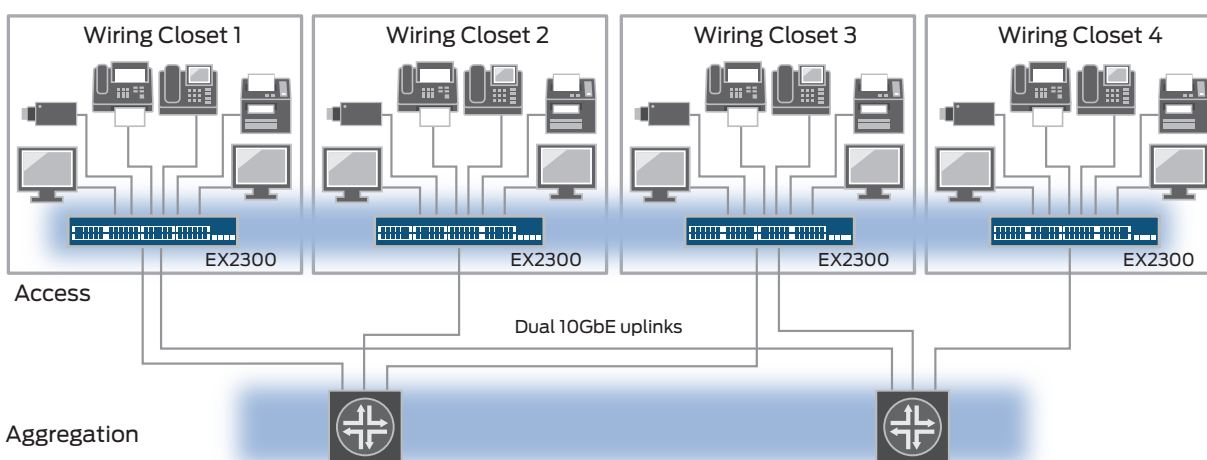 Wiring Closet 1
Wiring Closet 2
Wiring Closet 3
Wiring Closet 4
EX2300
EX2300
EX2300
EX2300
Access
Dual 10GbE uplinks
Aggregation